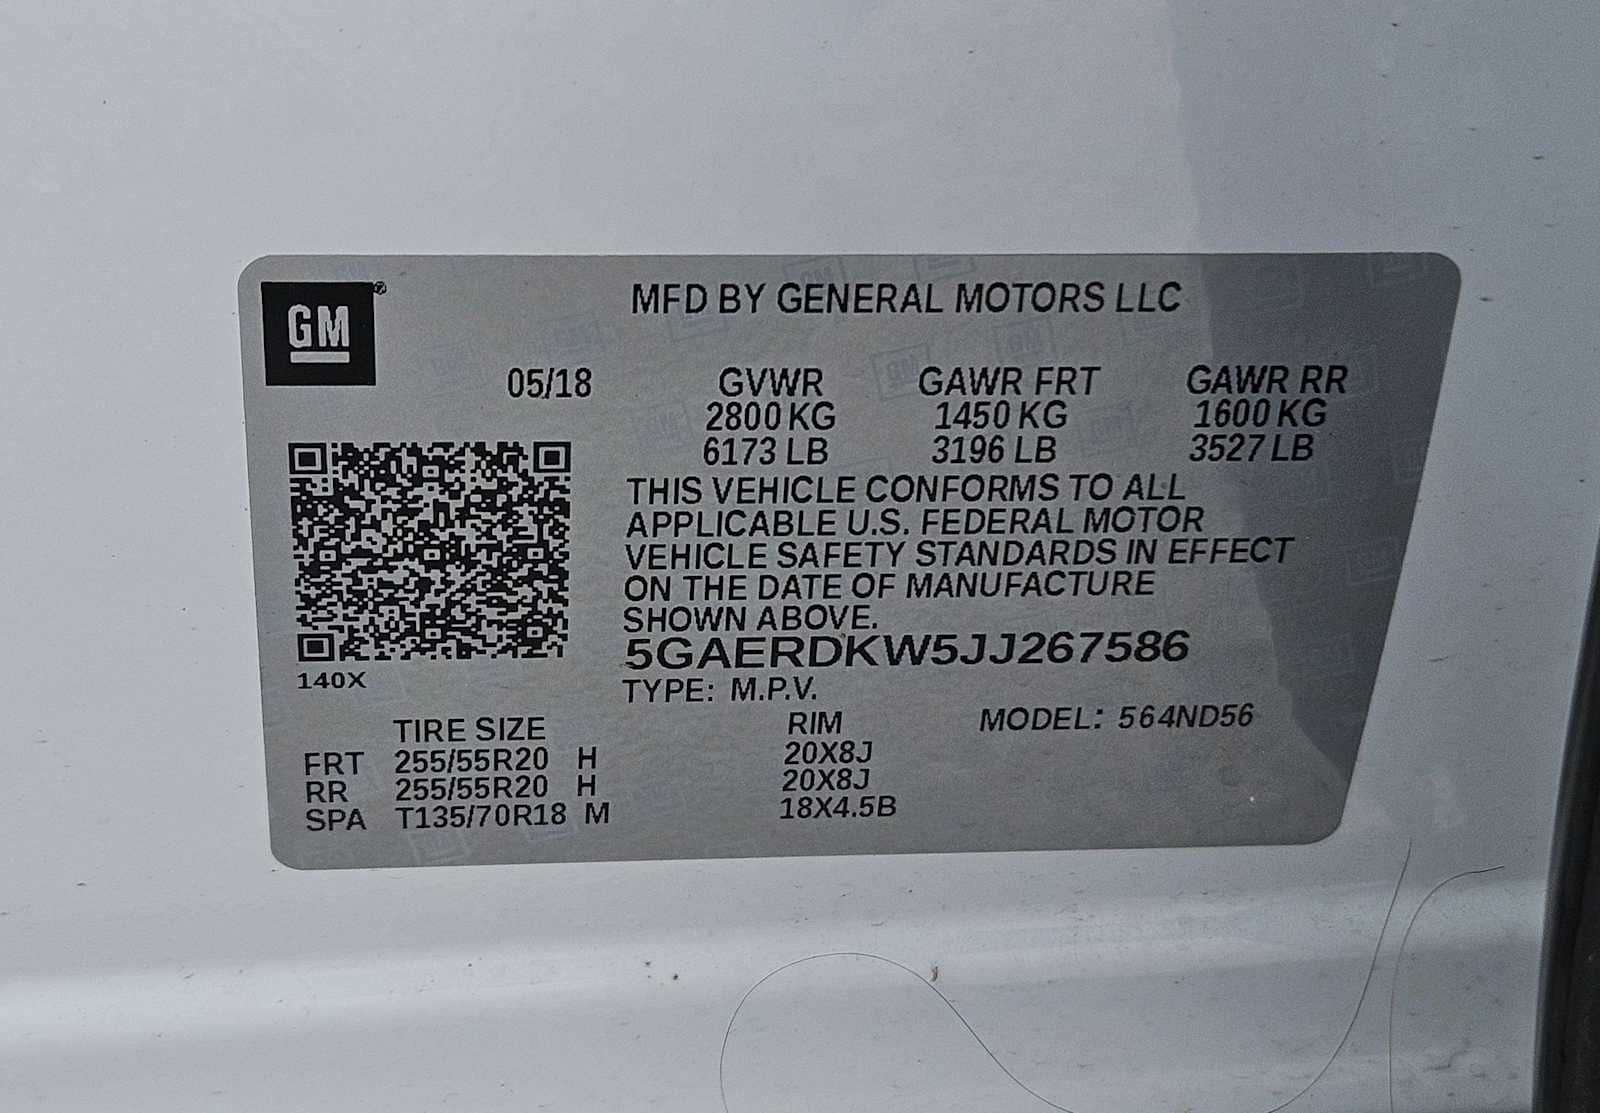 GM
MFD BY GENERAL MOTORS LLC
05/18 GVWR GAWR FRT GAWR RR
2800 KG 1450 KG 1600 KG
6173 LB 3196 LB 3527 LB
THIS VEHICLE CONFORMS TO ALL
APPLICABLE U.S. FEDERAL MOTOR
VEHICLE SAFETY STANDARDS IN EFFECT
ON THE DATE OF MANUFACTURE
SHOWN ABOVE.
5GAERDKW5JJ267586
140X
TYPE: M.P.V.
TIRE SIZE RIM MODEL: 564ND56
FRT 255/55R20 H 20X8J
RR 255/55R20 H 20X8J
SPA T135/70R18 M 18X4.5B